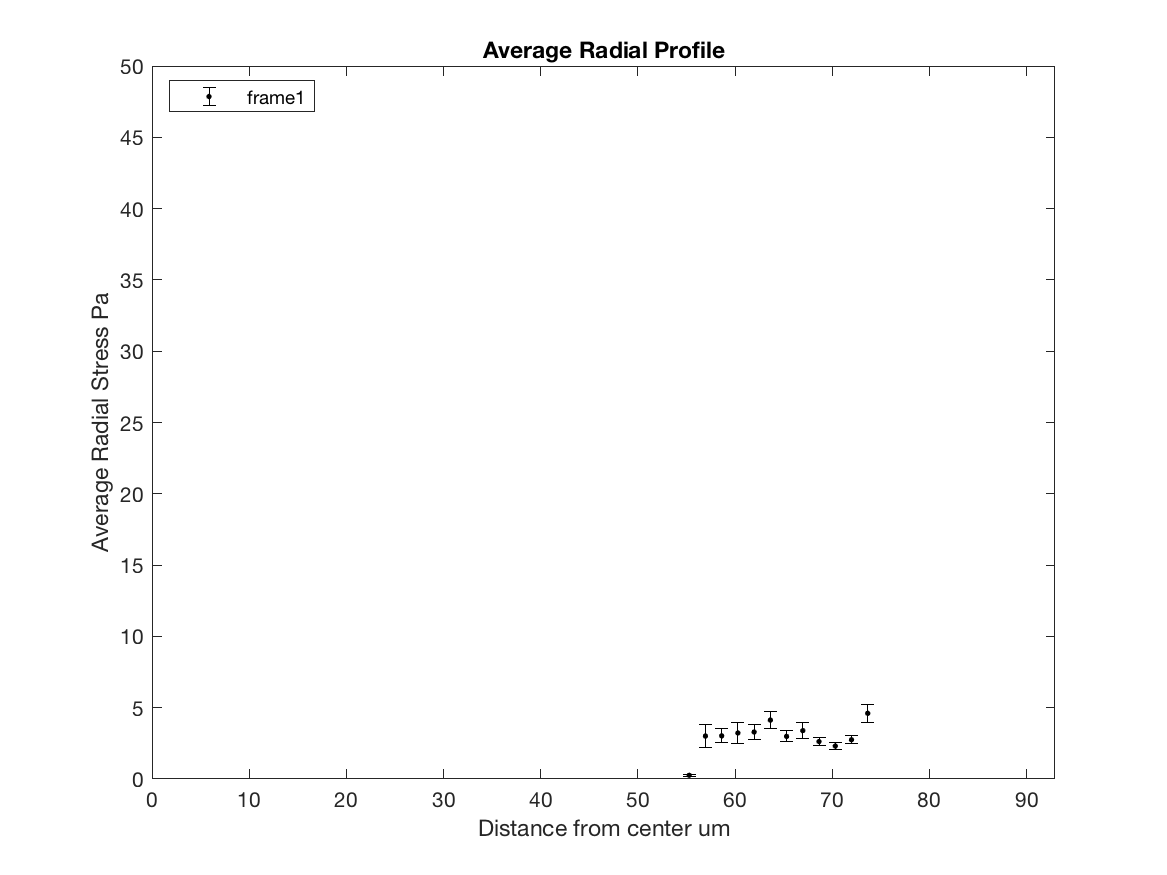 Average Radial Profile
50
frame1
45
40
35
30
25
20
15
10
5
0
Average Radial Stress Pa
0 10 20 30 40 50 60 70 80 90
Distance from center um